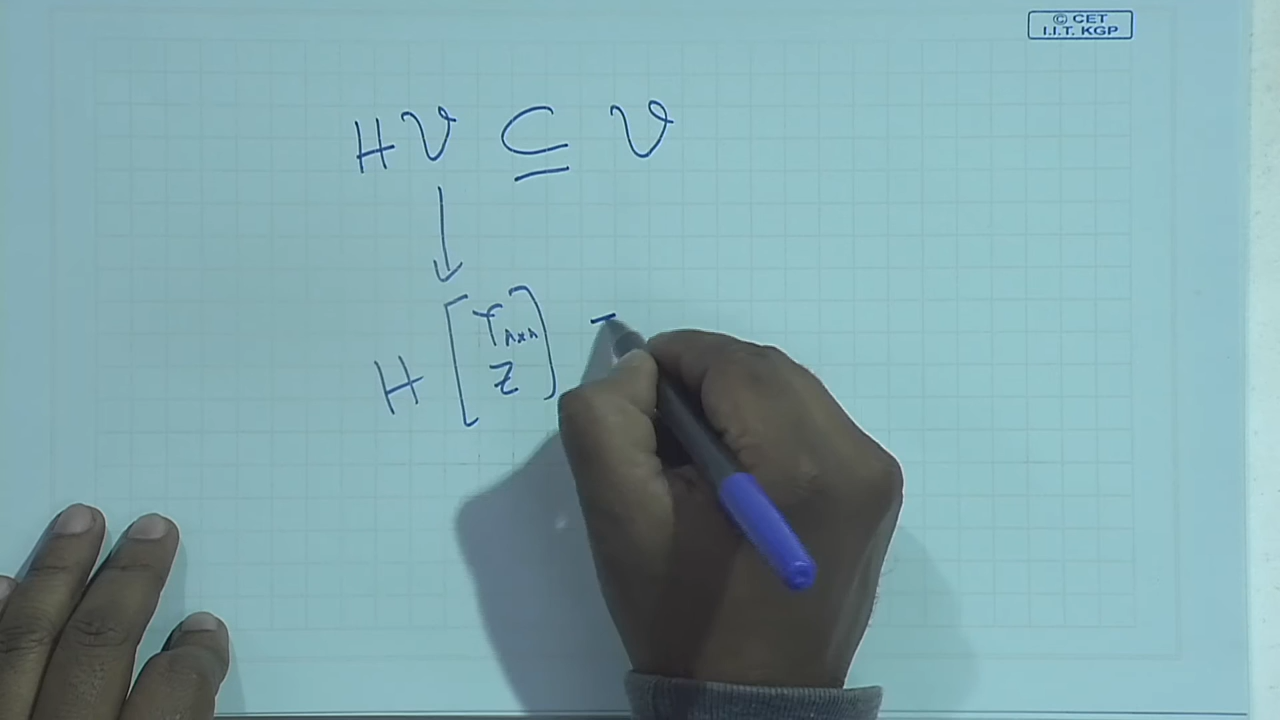 © CET
I.I.T. KGP
H𝒱 ⊆ 𝒱
↓
H [ Y_{n×n}
Z ]